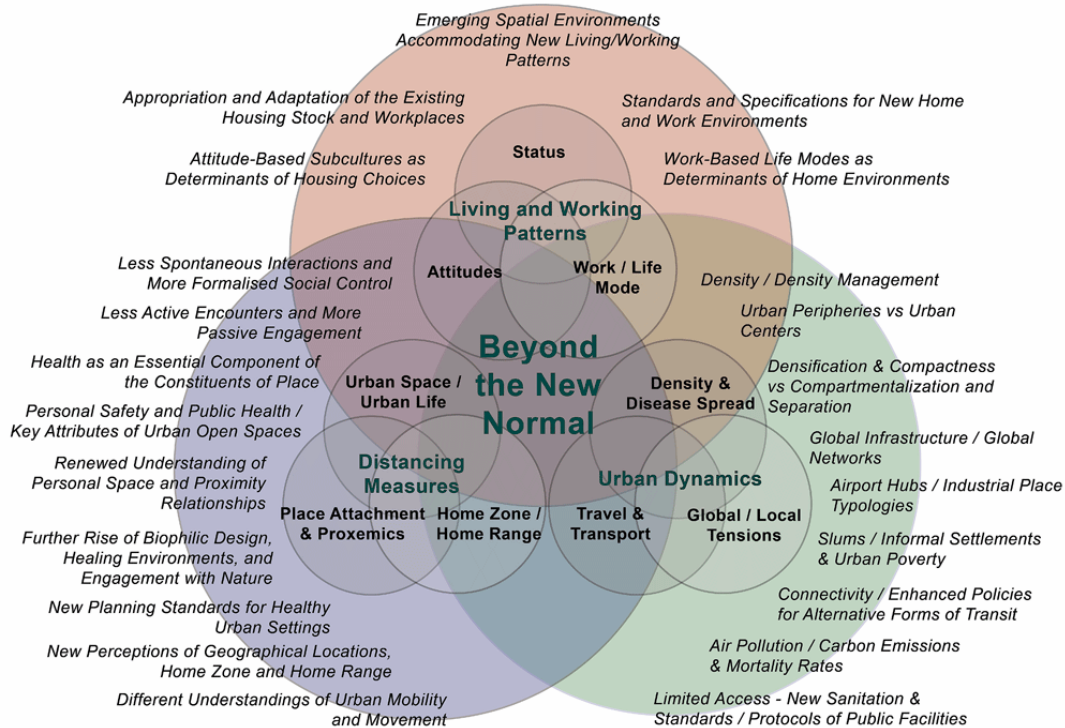 Emerging Spatial Environments
Accommodating New Living/Working
Patterns
Appropriation and Adaptation of the Existing
Housing Stock and Workplaces
Standards and Specifications for New Home
and Work Environments
Attitude-Based Subcultures as
Determinants of Housing Choices
Work-Based Life Modes as
Determinants of Home Environments
Status
Living and Working
Patterns
Attitudes
Work / Life
Mode
Less Spontaneous Interactions and
More Formalised Social Control
Less Active Encounters and More
Passive Engagement
Health as an Essential Component of
the Constituents of Place
Personal Safety and Public Health /
Key Attributes of Urban Open Spaces
Renewed Understanding of
Personal Space and Proximity
Relationships
Further Rise of Biophilic Design,
Healing Environments, and
Engagement with Nature
New Planning Standards for Healthy
Urban Settings
New Perceptions of Geographical Locations,
Home Zone and Home Range
Different Understandings of Urban Mobility
and Movement
Beyond
the New
Normal
Urban Space /
Urban Life
Distancing
Measures
Place Attachment
& Proxemics
Home Zone /
Home Range
Density &
Disease Spread
Urban Dynamics
Travel &
Transport
Global / Local
Tensions
Density / Density Management
Urban Peripheries vs Urban
Centers
Densification & Compactness
vs Compartmentalization and
Separation
Global Infrastructure / Global
Networks
Airport Hubs / Industrial Place
Typologies
Slums / Informal Settlements
& Urban Poverty
Connectivity / Enhanced Policies
for Alternative Forms of Transit
Air Pollution / Carbon Emissions
& Mortality Rates
Limited Access - New Sanitation &
Standards / Protocols of Public Facilities